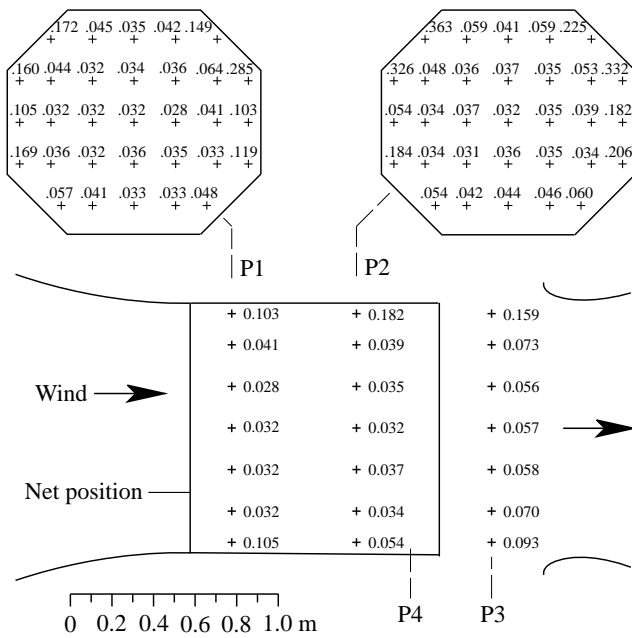 .172 .045 .035 .042 .149
.160 .044 .032 .034 .036 .064 .285
.105 .032 .032 .032 .028 .041 .103
.169 .036 .032 .036 .035 .033 .119
.057 .041 .033 .033 .048
.363 .059 .041 .059 .225
.326 .048 .036 .037 .035 .053 .332
.054 .034 .037 .032 .035 .039 .182
.184 .034 .031 .036 .035 .034 .206
.054 .042 .044 .046 .060
P1 P2
0.103 0.182 0.159
0.041 0.039 0.073
Wind 0.028 0.035 0.056
0.032 0.032 0.057
0.032 0.037 0.058
Net position
0.032 0.034 0.070
0.105 0.054 0.093
P4 P3
0 0.2 0.4 0.6 0.8 1.0 m